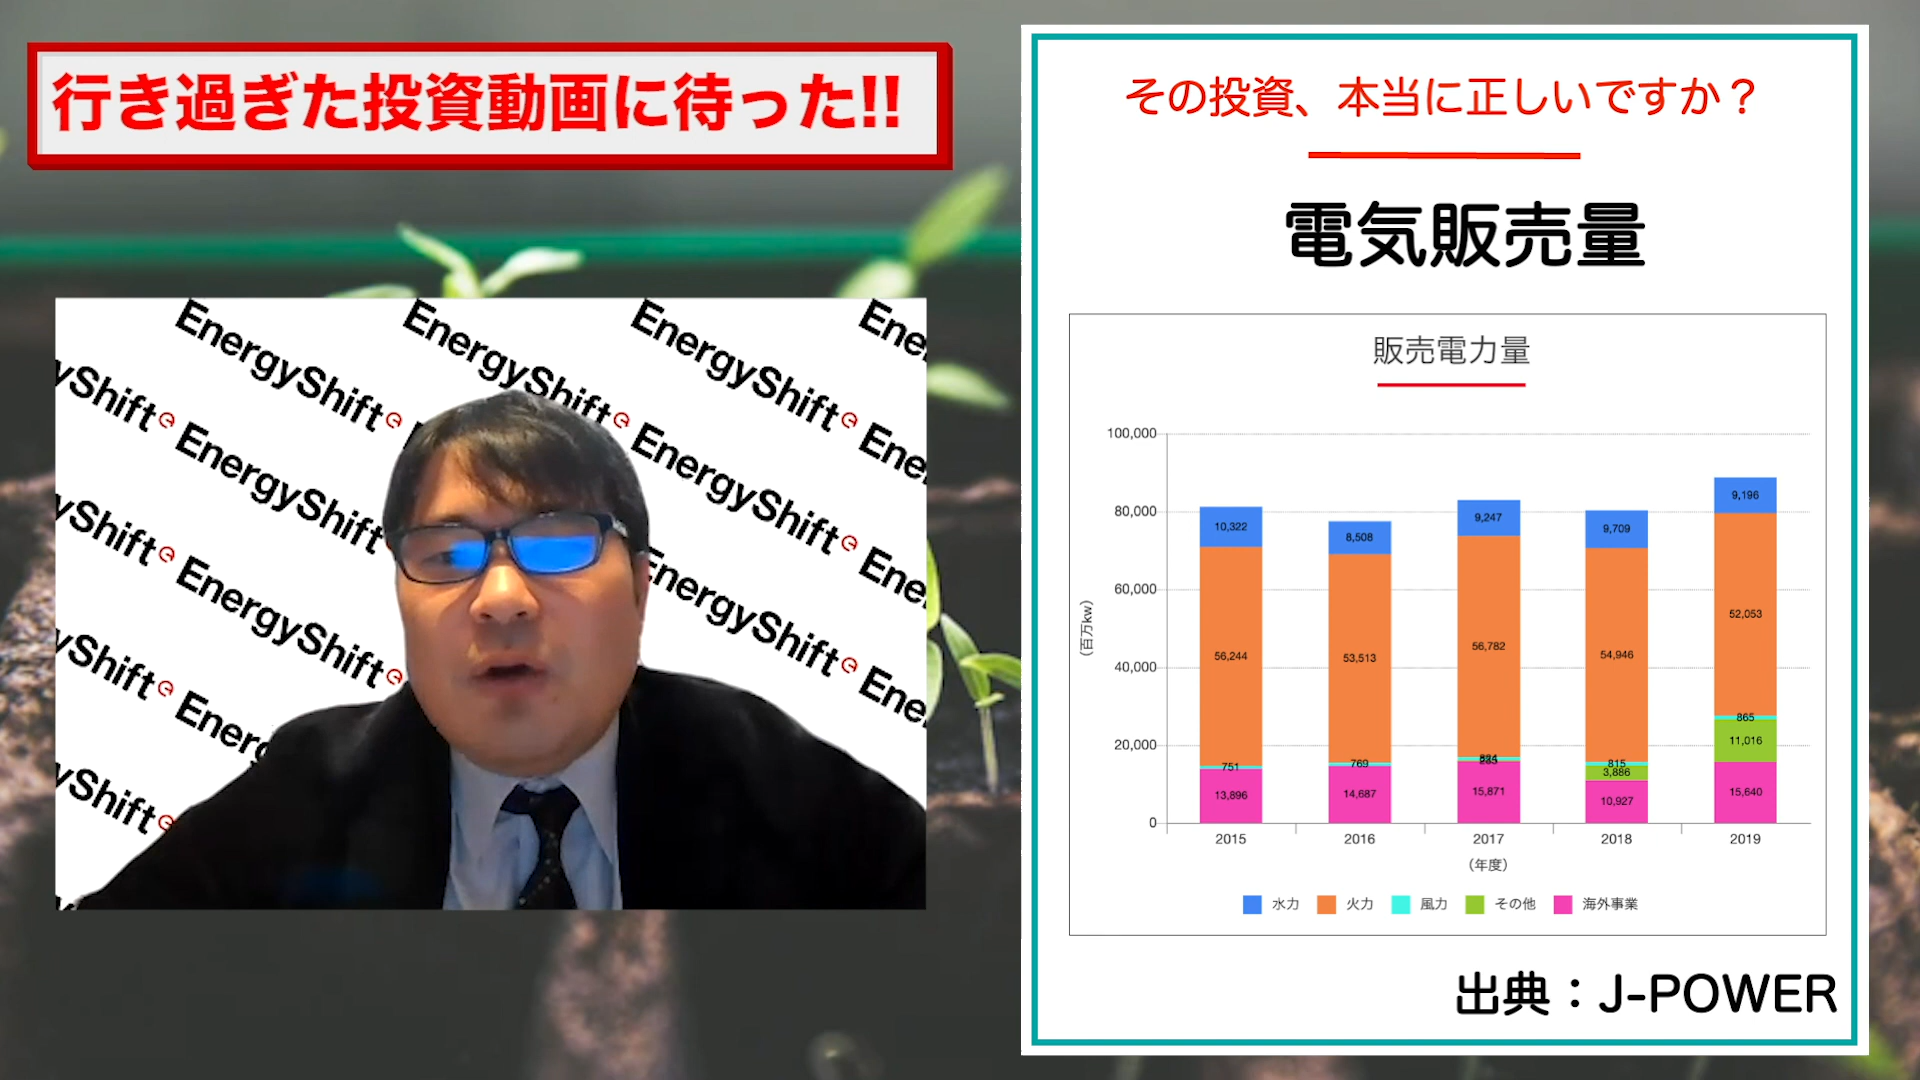 行き過ぎた投資動画に待った!!
EnergyShift EnergyShift EnergyShift Ene
yShift EnergyShift EnergyShift Ene
yShift EnergyShift EnergyShift Ene
yShift Energ
yShift
その投資、本当に正しいですか？
電気販売量
販売電力量
(百万kw)
100,000
80,000
60,000
40,000
20,000
0
10,322 8,508 9,247 9,709 9,196
56,244 53,513 56,782 54,946 52,053
751 769 815 865
3,886 11,016
13,896 14,687 15,871 10,927 15,640
2015 2016 2017 2018 2019
(年度)
水力 火力 風力 その他 海外事業
出典：J-POWER